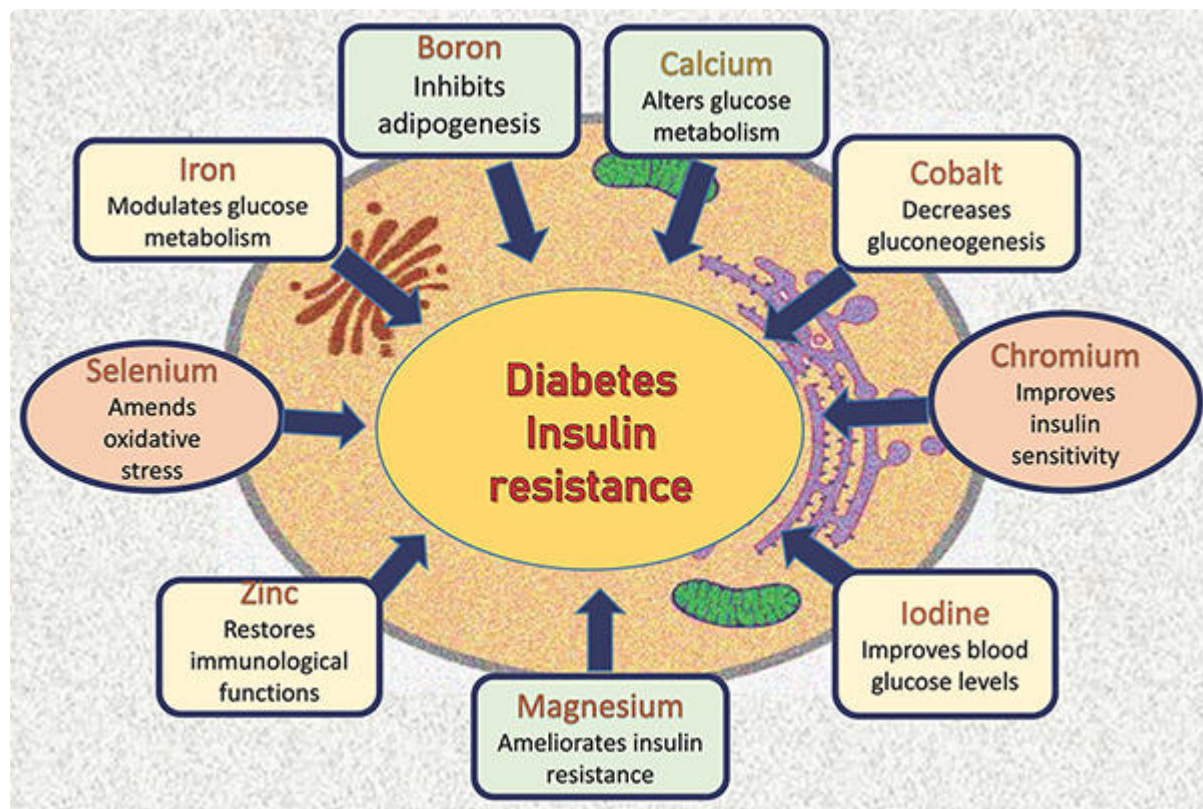 Boron
Inhibits
adipogenesis
Calcium
Alters glucose
metabolism
Iron
Modulates glucose
metabolism
Cobalt
Decreases
gluconeogenesis
Selenium
Amends
oxidative
stress
Diabetes
Insulin
resistance
Chromium
Improves
insulin
sensitivity
Zinc
Restores
immunological
functions
Magnesium
Ameliorates insulin
resistance
Iodine
Improves blood
glucose levels